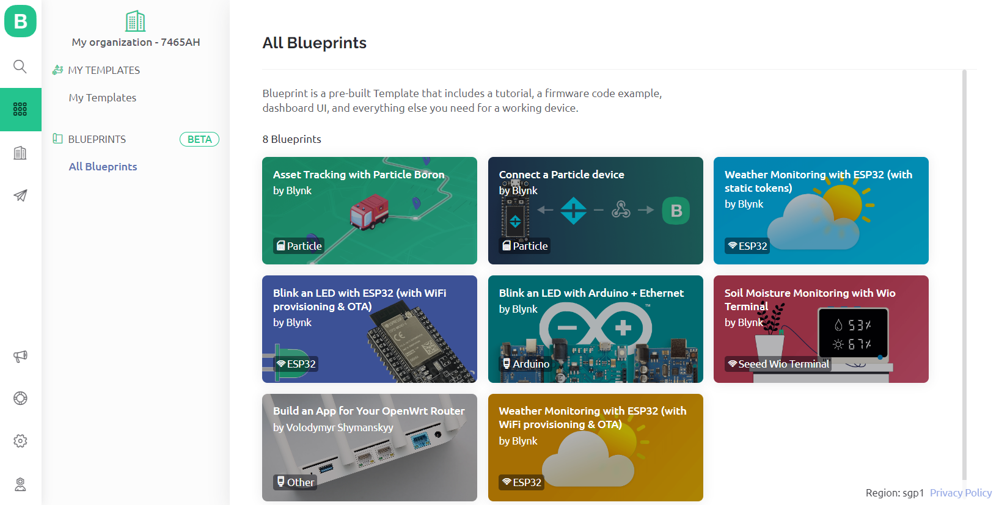 B
My organization - 7465AH
MY TEMPLATES
My Templates
BLUEPRINTS
BETA
All Blueprints
All Blueprints
Blueprint is a pre-built Template that includes a tutorial, a firmware code example,
dashboard UI, and everything else you need for a working device.
8 Blueprints
Asset Tracking with Particle Boron
by Blynk
Particle
Connect a Particle device
by Blynk
B
Particle
Weather Monitoring with ESP32 (with
static tokens)
by Blynk
ESP32
Blink an LED with ESP32 (with WiFi
provisioning & OTA)
by Blynk
CE
ESP32
Blink an LED with Arduino + Ethernet
by Blynk
TM
Arduino
Soil Moisture Monitoring with Wio
Terminal
by Blynk
53%
67%
Seeed Wio Terminal
Build an App for Your OpenWrt Router
by Volodymyr Shymanskyy
Other
Weather Monitoring with ESP32 (with
WiFi provisioning & OTA)
by Blynk
ESP32
Region: sgp1 Privacy Policy